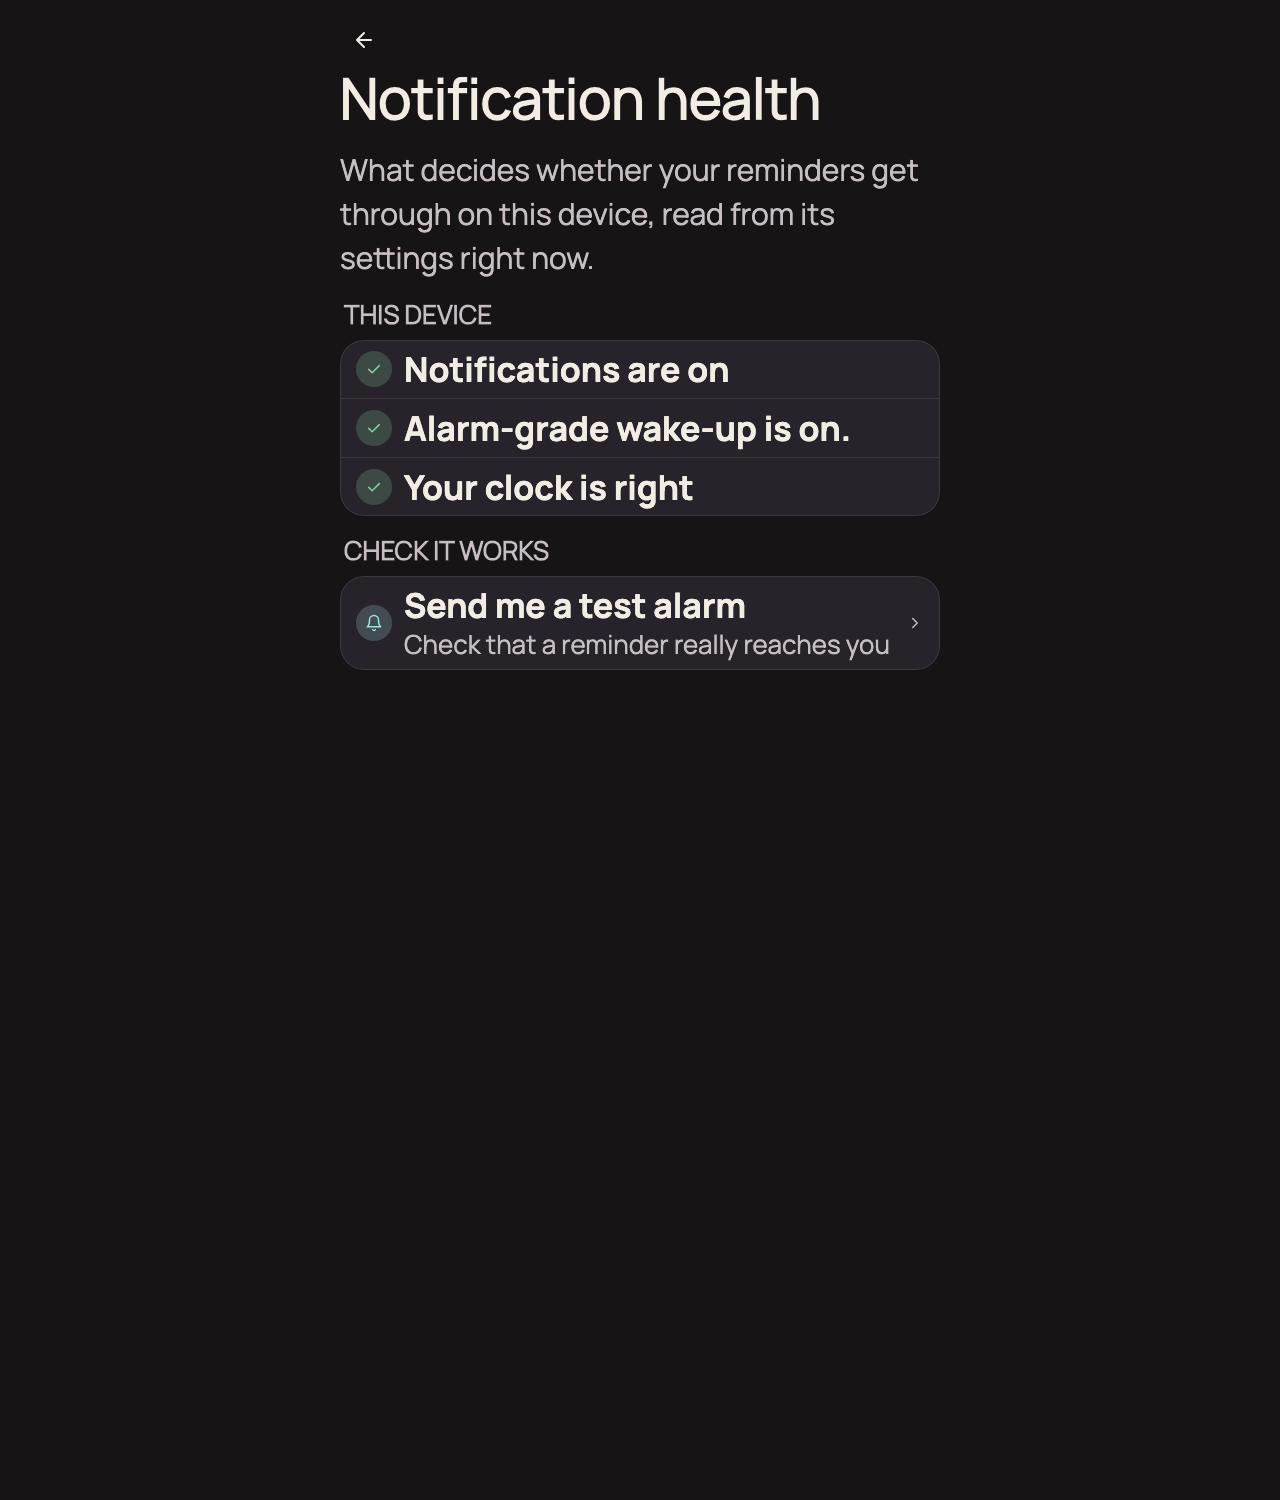 Notification health
What decides whether your reminders get
through on this device, read from its
settings right now.
THIS DEVICE
Notifications are on
Alarm-grade wake-up is on.
Your clock is right
CHECK IT WORKS
Send me a test alarm
Check that a reminder really reaches you